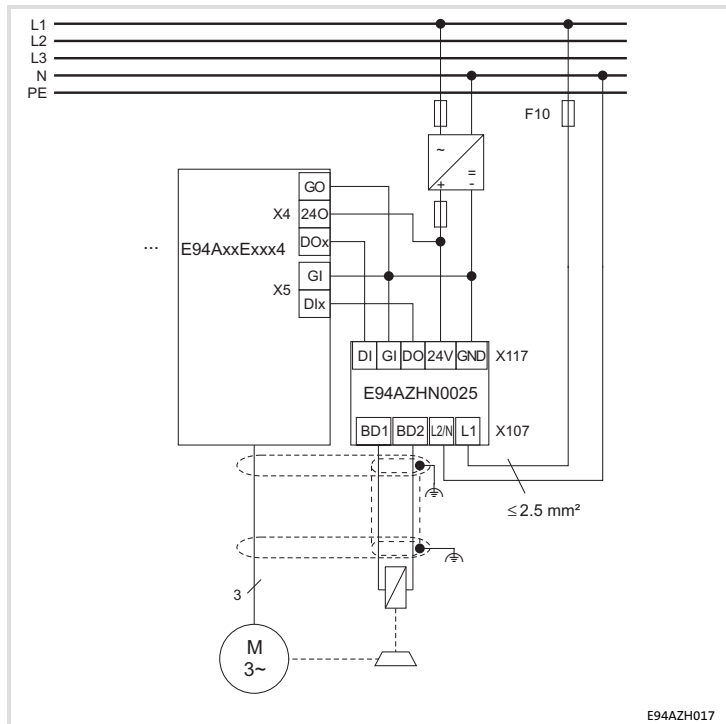 L1
L2
L3
N
PE
F10
~
=
+
-
GO
X4
24O
DOx
...
E94AxxExxx4
GI
X5
DIx
DI GI DO 24V GND
X117
E94AZHN0025
BD1 BD2 L2/N L1
X107
≤ 2.5 mm²
3
M
3~
E94AZH017